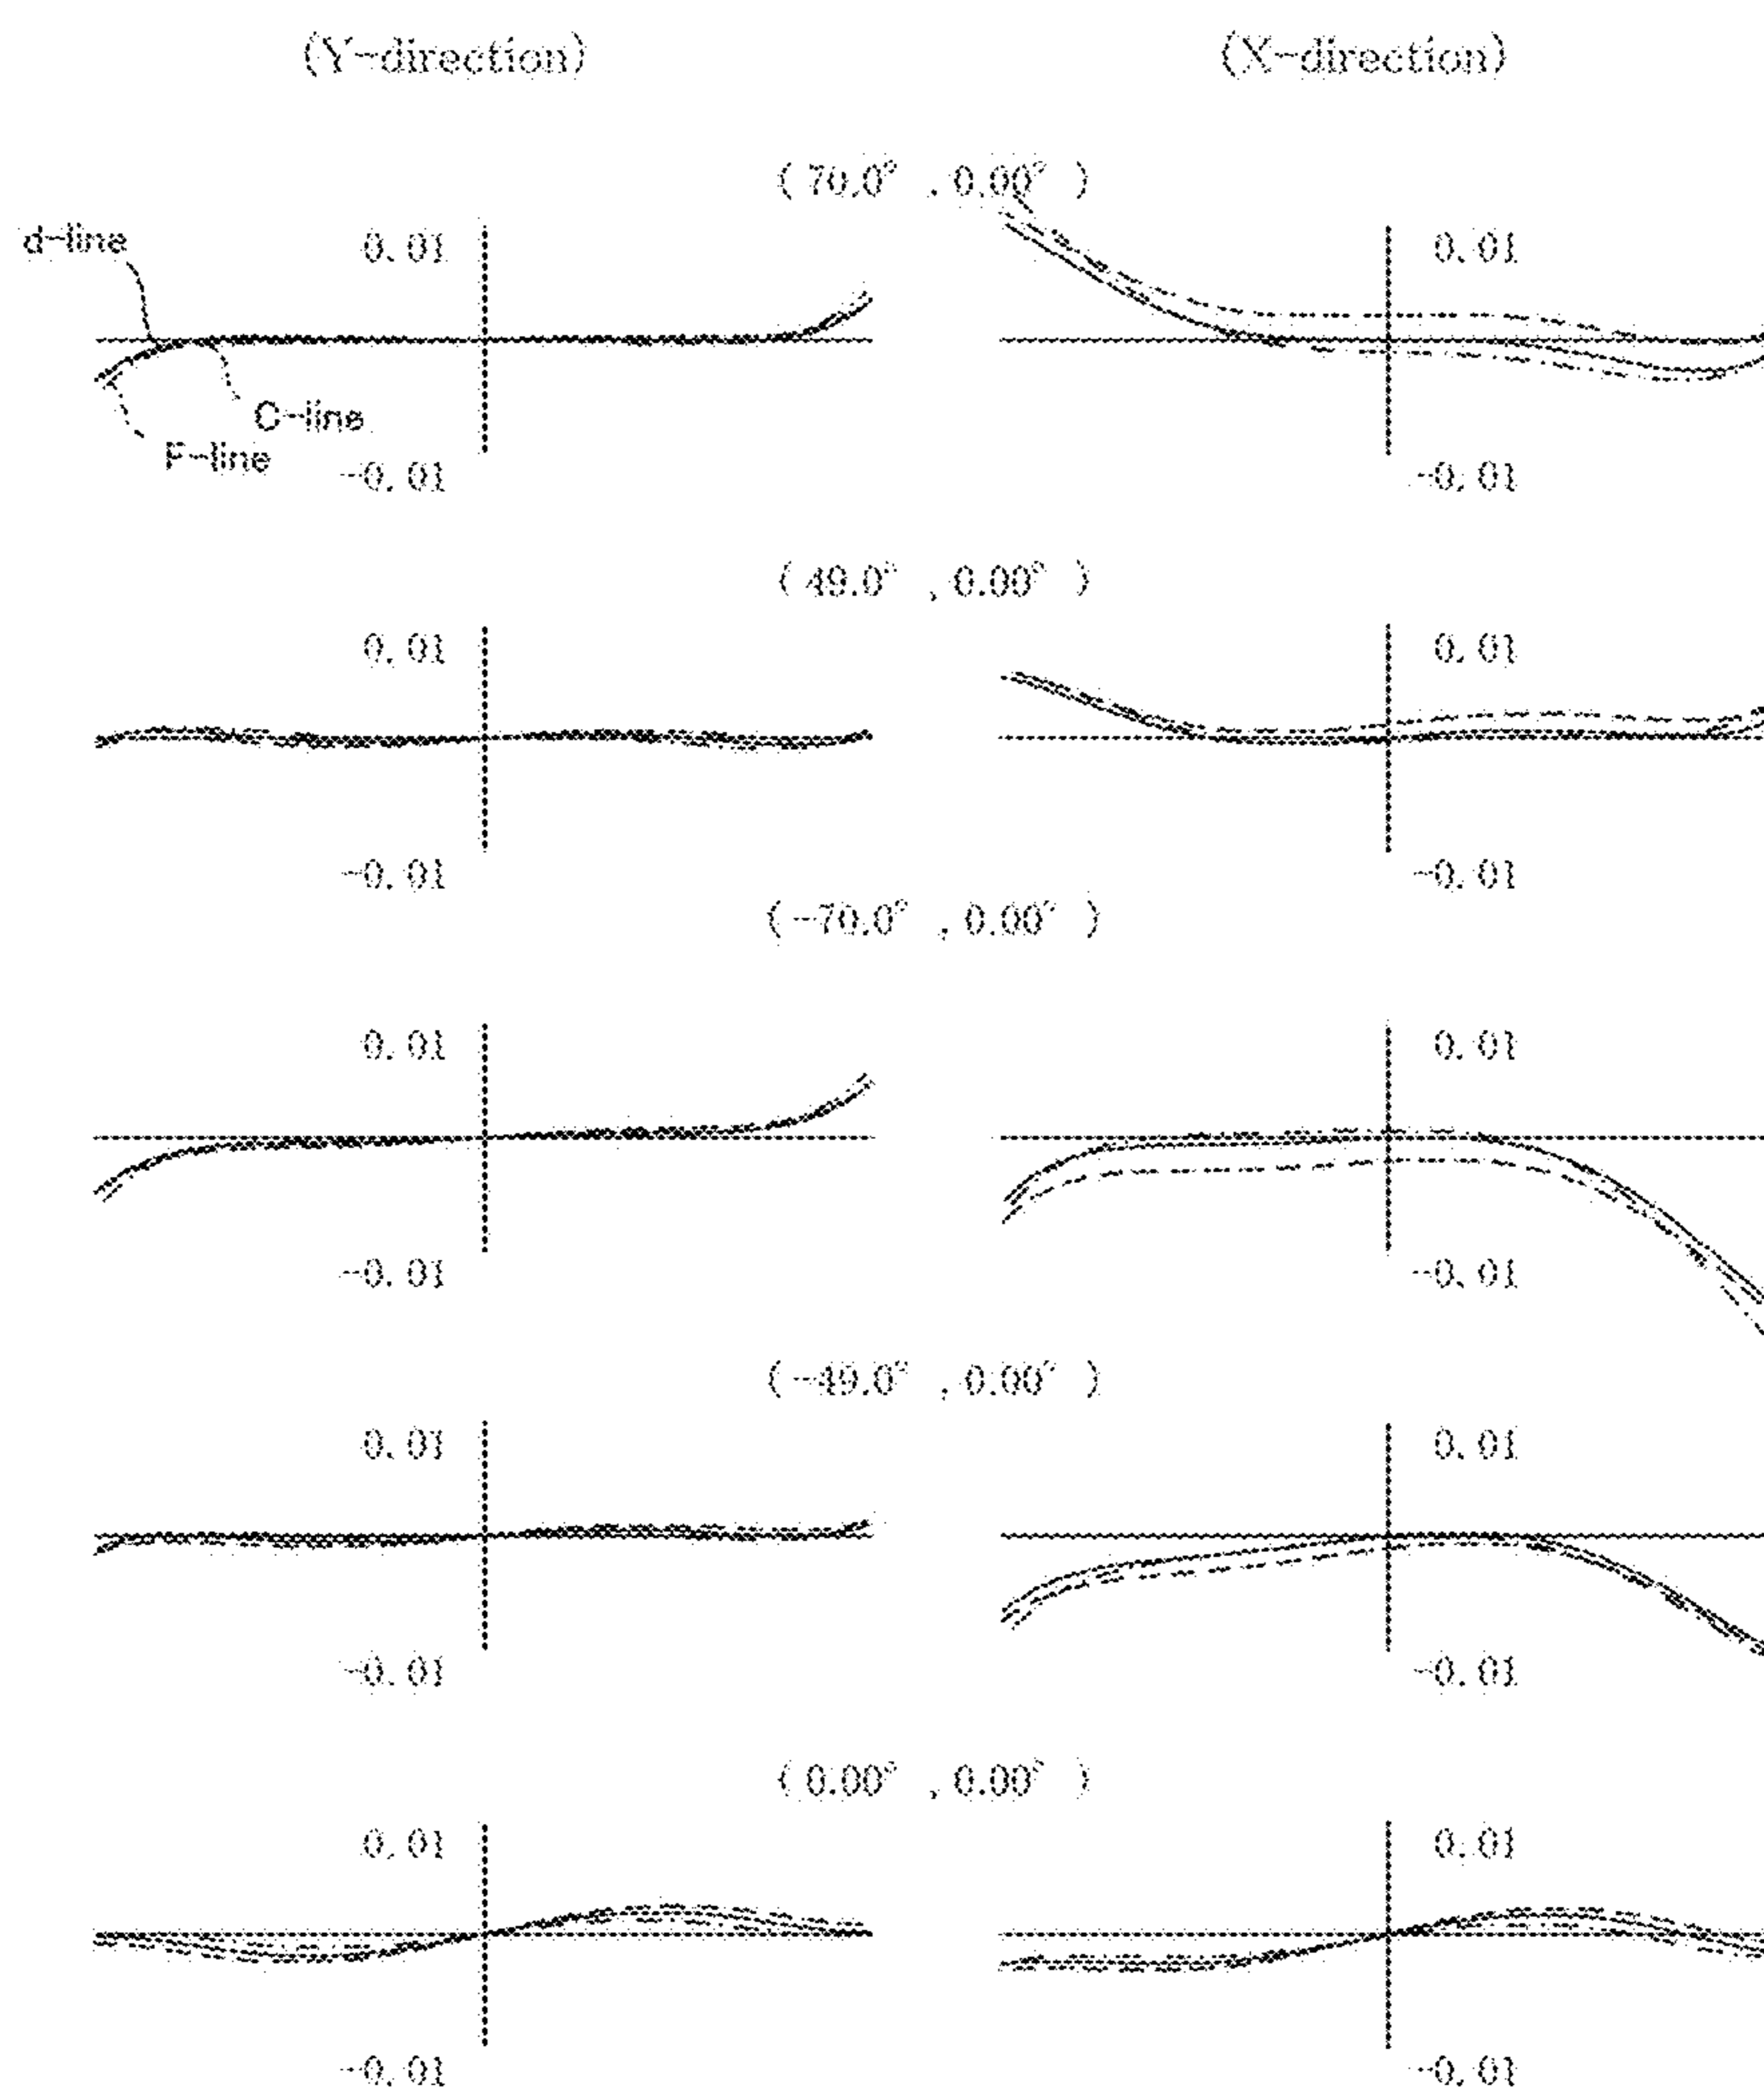 (Y-direction) (X-direction)
( 70.0° , 0.00° )
d-line 0.01 0.01
C-line
F-line -0.01 -0.01
( 49.0° , 0.00° )
0.01 0.01
-0.01 -0.01
( -70.0° , 0.00° )
0.01 0.01
-0.01 -0.01
( -49.0° , 0.00° )
0.01 0.01
-0.01 -0.01
( 0.00° , 0.00° )
0.01 0.01
-0.01 -0.01